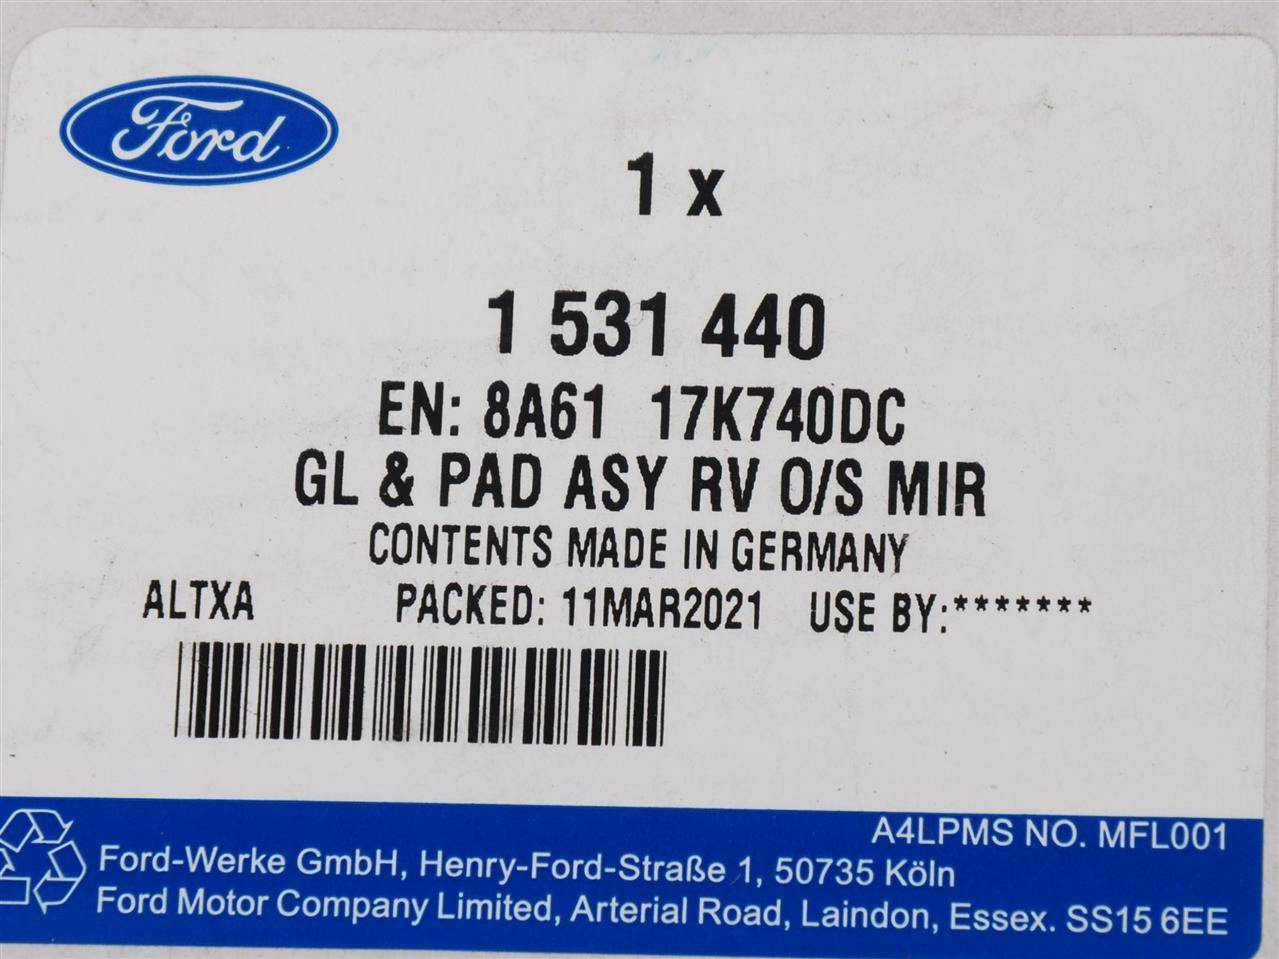 Ford
1 x
1 531 440
EN: 8A61 17K740DC
GL & PAD ASY RV O/S MIR
CONTENTS MADE IN GERMANY
ALTXA PACKED: 11MAR2021 USE BY:*******
A4LPMS NO. MFL001
Ford-Werke GmbH, Henry-Ford-Straße 1, 50735 Köln
Ford Motor Company Limited, Arterial Road, Laindon, Essex. SS15 6EE